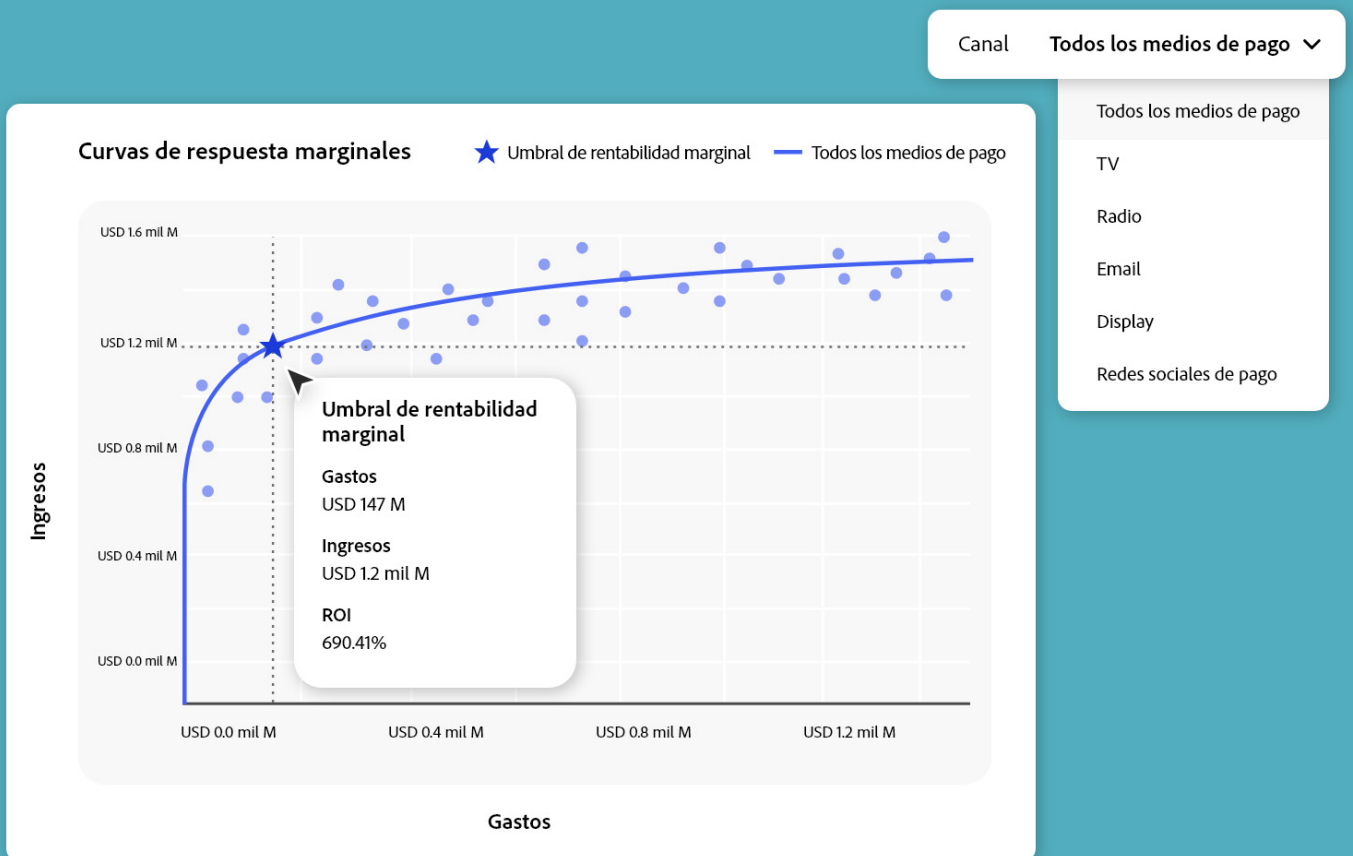 Canal Todos los medios de pago
Todos los medios de pago
TV
Radio
Email
Display
Redes sociales de pago
Curvas de respuesta marginales
Umbral de rentabilidad marginal
Todos los medios de pago
Ingresos
USD 1.6 mil M
USD 1.2 mil M
USD 0.8 mil M
USD 0.4 mil M
USD 0.0 mil M
Umbral de rentabilidad
marginal
Gastos
USD 147 M
Ingresos
USD 1.2 mil M
ROI
690.41%
USD 0.0 mil M
USD 0.4 mil M
USD 0.8 mil M
USD 1.2 mil M
Gastos